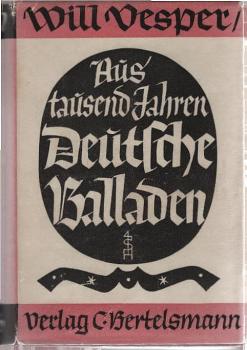 Will Vesper /
Aus
tausend Jahren
Deutsche
Balladen
Verlag C. Bertelsmann